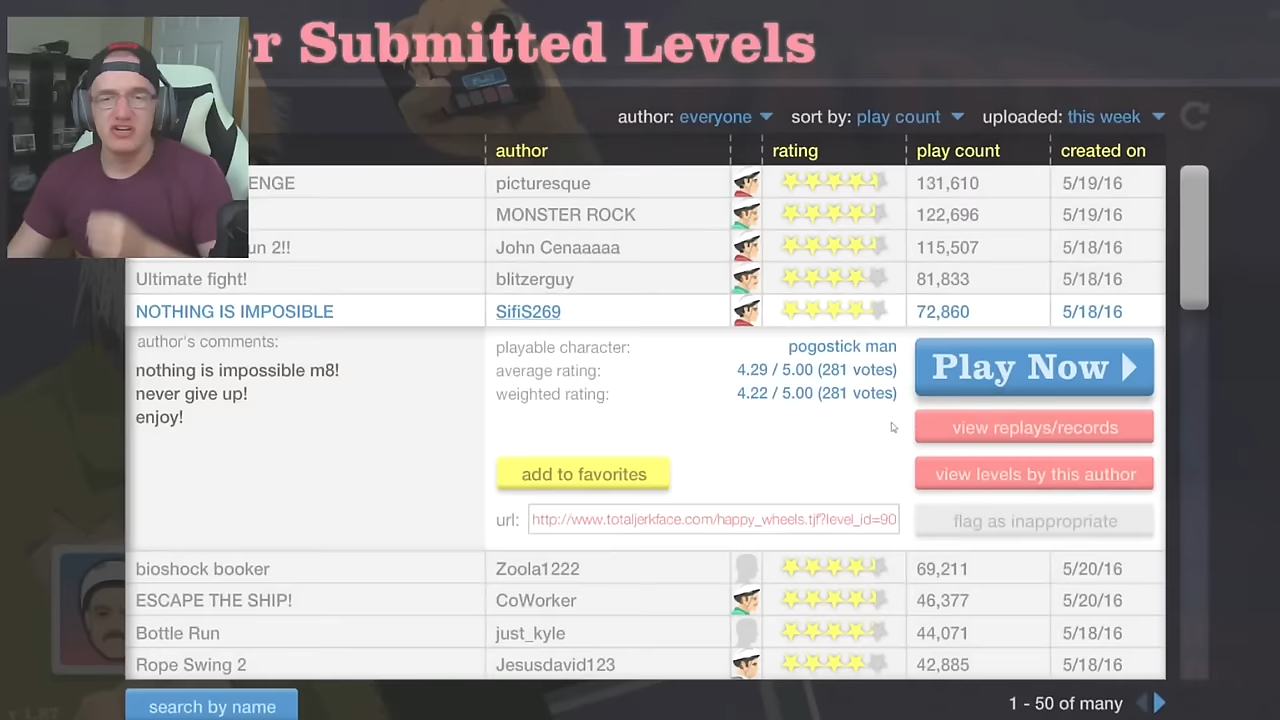 er Submitted Levels
author: everyone sort by: play count uploaded: this week
author rating play count created on
ENGE picturesque 131,610 5/19/16
MONSTER ROCK 122,696 5/19/16
un 2!! John Cenaaaaa 115,507 5/18/16
Ultimate fight! blitzerguy 81,833 5/18/16
NOTHING IS IMPOSIBLE SifiS269 72,860 5/18/16
author's comments:
nothing is impossible m8!
never give up!
enjoy!
playable character: pogostick man
average rating: 4.29 / 5.00 (281 votes)
weighted rating: 4.22 / 5.00 (281 votes)
add to favorites
url: http://www.totaljerkface.com/happy_wheels.tjf?level_id=90
Play Now
view replays/records
view levels by this author
flag as inappropriate
bioshock booker Zoola1222 69,211 5/20/16
ESCAPE THE SHIP! CoWorker 46,377 5/20/16
Bottle Run just_kyle 44,071 5/18/16
Rope Swing 2 Jesusdavid123 42,885 5/18/16
search by name 1 - 50 of many